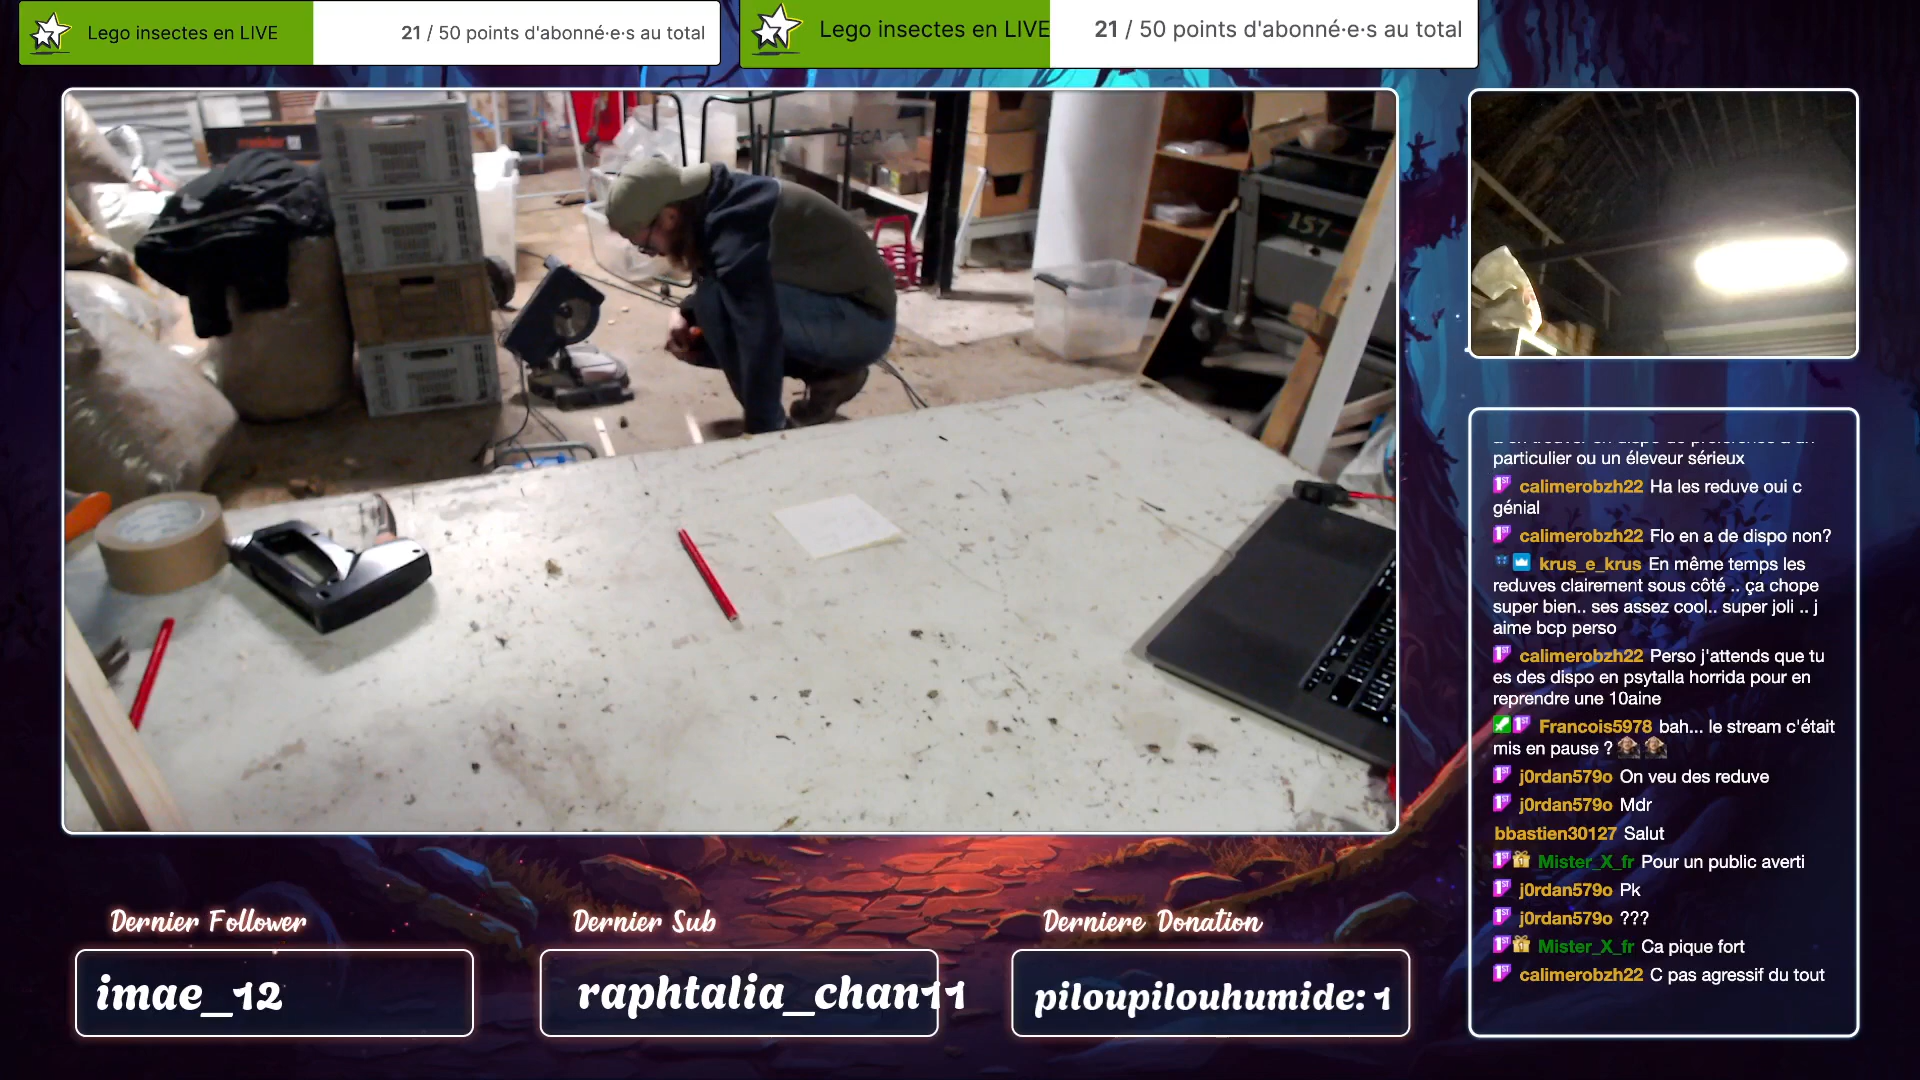 Lego insectes en LIVE
21 / 50 points d'abonné·e·s au total
Lego insectes en LIVE
21 / 50 points d'abonné·e·s au total
157
particulier ou un éleveur sérieux
calimerobzh22 Ha les reduve oui c
génial
calimerobzh22 Flo en a de dispo non?
krus_e_krus En même temps les
reduves clairement sous côté .. ça chope
super bien.. ses assez cool.. super joli .. j
aime bcp perso
calimerobzh22 Perso j'attends que tu
es des dispo en psytalla horrida pour en
reprendre une 10aine
Francois5978 bah... le stream c'était
mis en pause ?
j0rdan579o On veu des reduve
j0rdan579o Mdr
bbastien30127 Salut
Mister_X_fr Pour un public averti
j0rdan579o Pk
j0rdan579o ???
Mister_X_fr Ca pique fort
calimerobzh22 C pas agressif du tout
Dernier Follower
imae_12
Dernier Sub
raphtalia_chan11
Derniere Donation
piloupilouhumide: 1